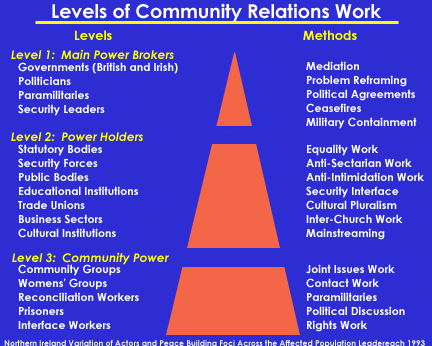 Levels of Community Relations Work
Levels
Methods
Level 1: Main Power Brokers
Governments (British and Irish)
Politicians
Paramilitaries
Security Leaders
Mediation
Problem Reframing
Political Agreements
Ceasefires
Military Containment
Level 2: Power Holders
Statutory Bodies
Security Forces
Public Bodies
Educational Institutions
Trade Unions
Business Sectors
Cultural Institutions
Equality Work
Anti-Sectarian Work
Anti-Intimidation Work
Security Interface
Cultural Pluralism
Inter-Church Work
Mainstreaming
Level 3: Community Power
Community Groups
Womens' Groups
Reconciliation Workers
Prisoners
Interface Workers
Joint Issues Work
Contact Work
Paramilitaries
Political Discussion
Rights Work
Northern Ireland Variation of Actors and Peace Building Foci Across the Affected Population Leadereach 1993